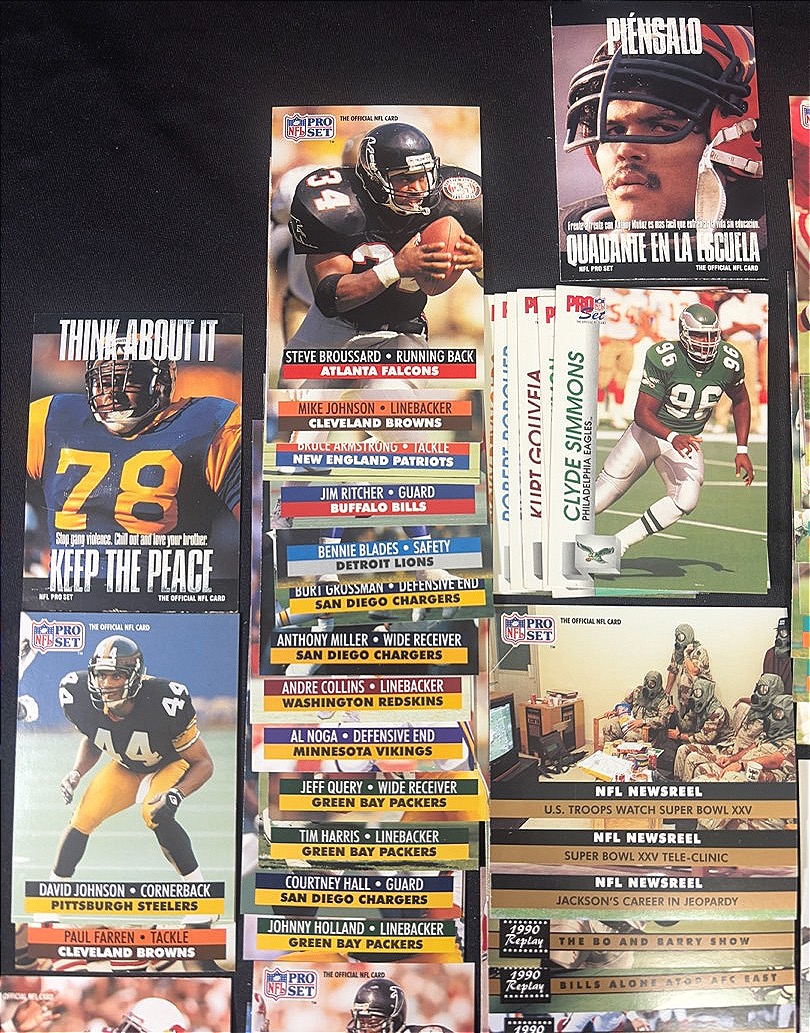 THINK ABOUT IT
78
Stop gang violence. Chill out and love your brother.
KEEP THE PEACE
NFL PRO SET
THE OFFICIAL NFL CARD
NFL
PRO SET
THE OFFICIAL NFL CARD
4
44
44
44
DAVID JOHNSON • CORNERBACK
PITTSBURGH STEELERS
PAUL FARREN • TACKLE
CLEVELAND BROWNS
THE OFFICIAL NFL CARD
NFL
PRO SET
THE OFFICIAL NFL CARD
34
STEVE BROUSSARD • RUNNING BACK
ATLANTA FALCONS
MIKE JOHNSON • LINEBACKER
CLEVELAND BROWNS
BRUCE ARMSTRONG • TACKLE
NEW ENGLAND PATRIOTS
JIM RITCHER • GUARD
BUFFALO BILLS
BENNIE BLADES • SAFETY
DETROIT LIONS
BURT GROSSMAN • DEFENSIVE END
SAN DIEGO CHARGERS
ANTHONY MILLER • WIDE RECEIVER
SAN DIEGO CHARGERS
ANDRE COLLINS • LINEBACKER
WASHINGTON REDSKINS
AL NOGA • DEFENSIVE END
MINNESOTA VIKINGS
JEFF QUERY • WIDE RECEIVER
GREEN BAY PACKERS
TIM HARRIS • LINEBACKER
GREEN BAY PACKERS
COURTNEY HALL • GUARD
SAN DIEGO CHARGERS
JOHNNY HOLLAND • LINEBACKER
GREEN BAY PACKERS
NFL
PRO SET
THE OFFICIAL NFL CARD
PIÉNSALO
QUADANTE EN LA ESCUELA
NFL PRO SET
THE OFFICIAL NFL CARD
KURT GOUVEIA
PRO Set
CLYDE SIMMONS
PHILADELPHIA EAGLES
96
96
96
NFL
PRO SET
THE OFFICIAL NFL CARD
NFL NEWSREEL
U.S. TROOPS WATCH SUPER BOWL XXV
NFL NEWSREEL
SUPER BOWL XXV TELE-CLINIC
NFL NEWSREEL
JACKSON'S CAREER IN JEOPARDY
1990 Replay
THE BO AND BARRY SHOW
1990 Replay
BILLS ALONE ATOP AFC EAST
1990